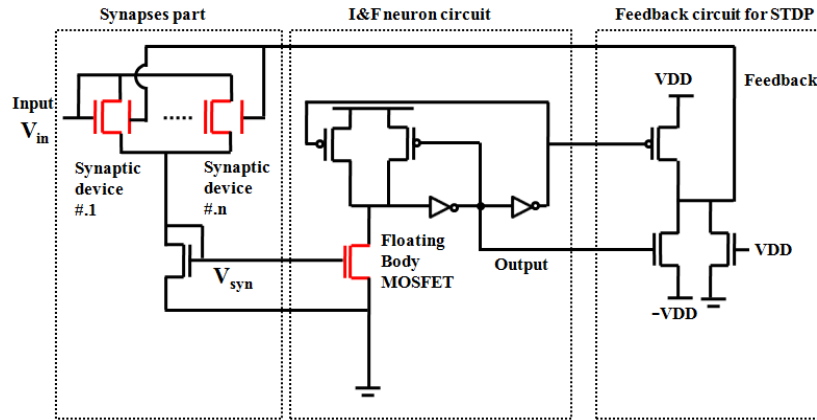 Synapses part
I&F neuron circuit
Feedback circuit for STDP
VDD
Feedback
Input
Vin
Synaptic
device
#.1
Synaptic
device
#.n
Floating
Body
MOSFET
Vsyn
Output
VDD
-VDD